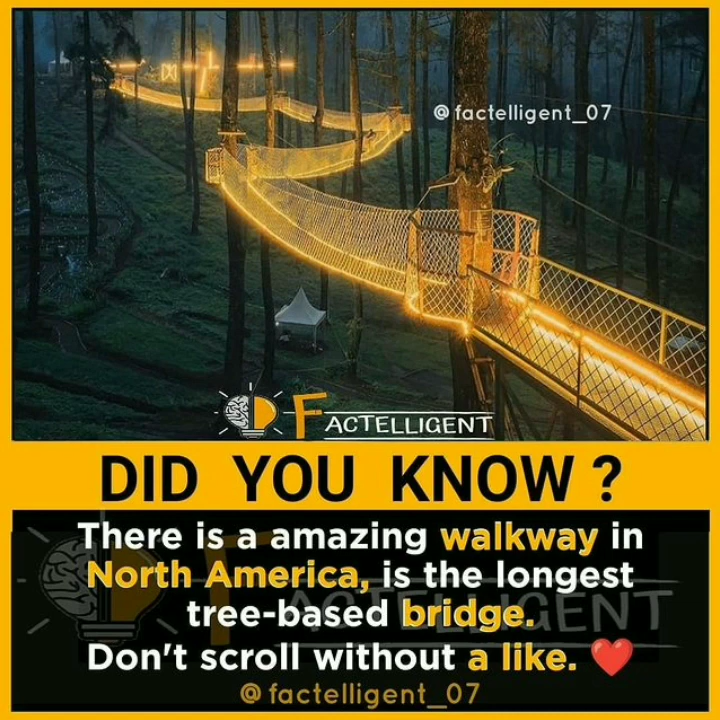 @factelligent_07
FACTELLIGENT
DID YOU KNOW?
There is a amazing walkway in
North America, is the longest
tree-based bridge.
Don't scroll without a like. ❤️
@factelligent_07